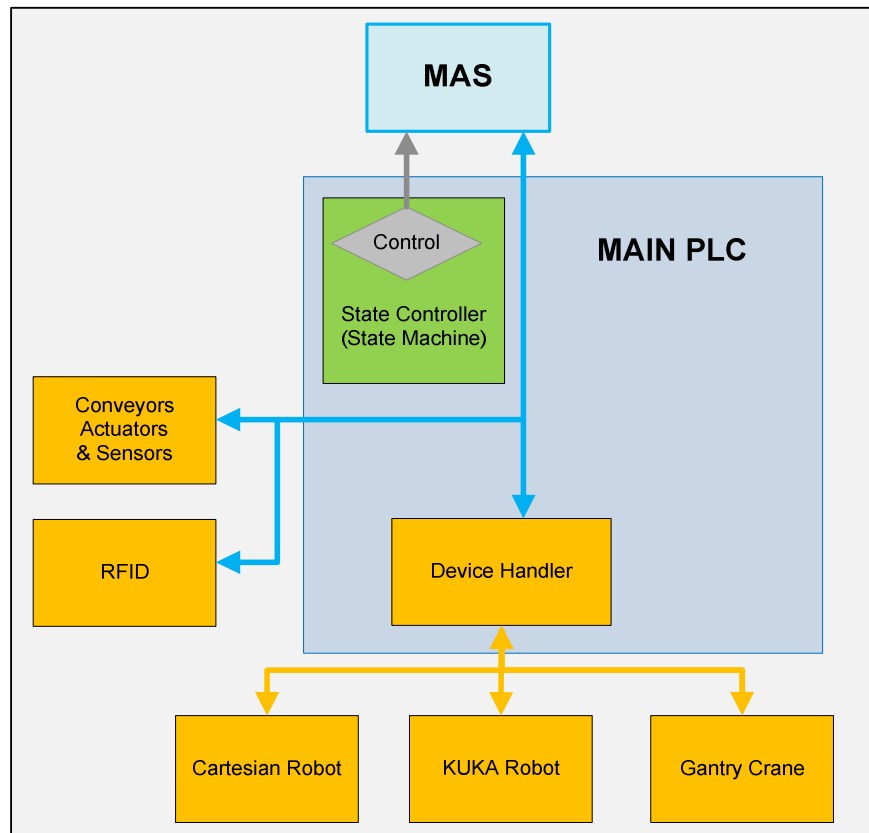 MAS
MAIN PLC
Control
State Controller
(State Machine)
Conveyors
Actuators
& Sensors
RFID
Device Handler
Cartesian Robot
KUKA Robot
Gantry Crane